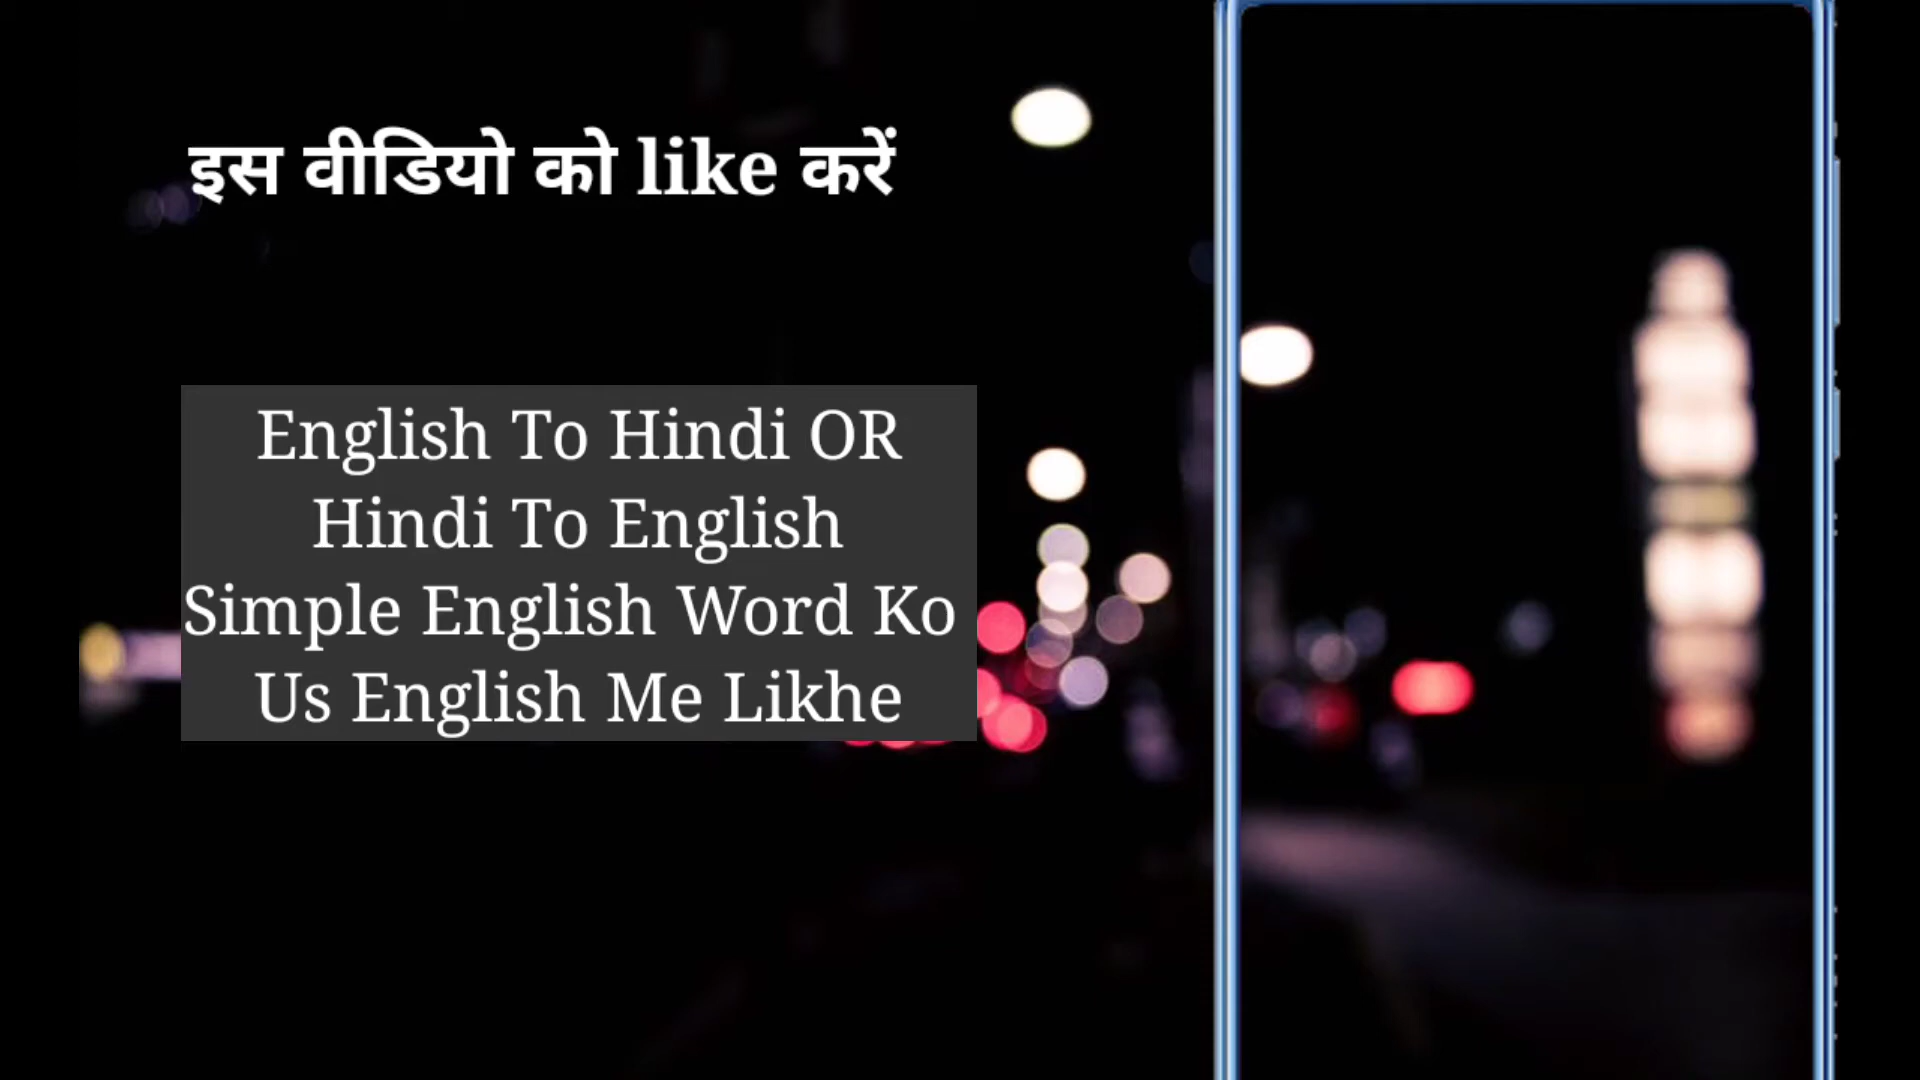 इस वीडियो को like करें
English To Hindi OR
Hindi To English
Simple English Word Ko
Us English Me Likhe